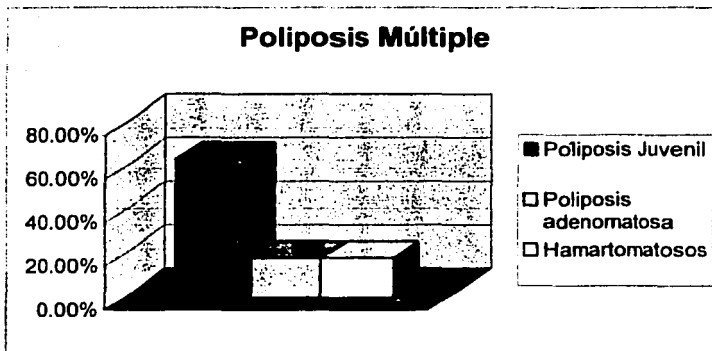 Poliposis Múltiple
80.00%
60.00%
40.00%
20.00%
0.00%
Poliposis Juvenil
Poliposis
adenomatosa
Hamartomatosos